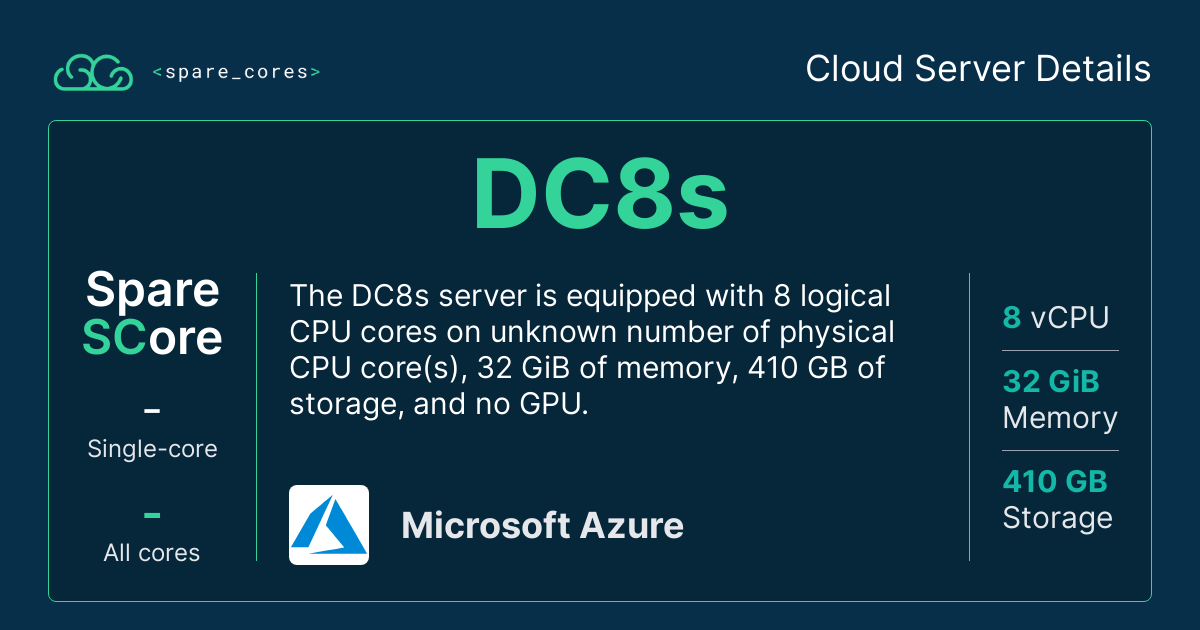 <spare_cores>
Cloud Server Details
DC8s
Spare
SCore
–
Single-core
–
All cores
The DC8s server is equipped with 8 logical
CPU cores on unknown number of physical
CPU core(s), 32 GiB of memory, 410 GB of
storage, and no GPU.
Microsoft Azure
8 vCPU
32 GiB
Memory
410 GB
Storage